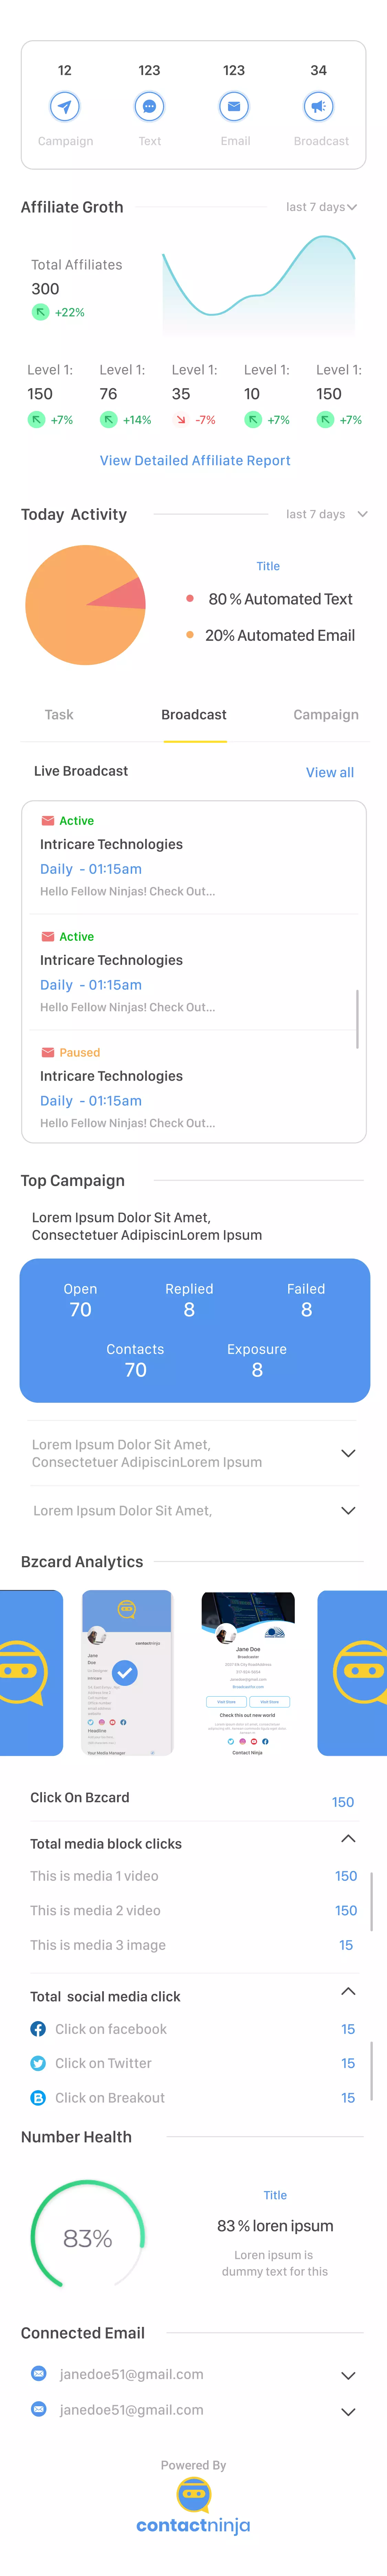 12 123 123 34
Campaign Text Email Broadcast
Affiliate Groth last 7 days
Total Affiliates
300
+22%
Level 1: Level 1: Level 1: Level 1: Level 1:
150 76 35 10 150
+7% +14% -7% +7% +7%
View Detailed Affiliate Report
Today Activity last 7 days
Title
80 % Automated Text
20% Automated Email
Task Broadcast Campaign
Live Broadcast View all
Active
Intricare Technologies
Daily - 01:15am
Hello Fellow Ninjas! Check Out...
Active
Intricare Technologies
Daily - 01:15am
Hello Fellow Ninjas! Check Out...
Paused
Intricare Technologies
Daily - 01:15am
Hello Fellow Ninjas! Check Out...
Top Campaign
Lorem Ipsum Dolor Sit Amet,
Consectetuer AdipiscinLorem Ipsum
Open Replied Failed
70 8 8
Contacts Exposure
70 8
Lorem Ipsum Dolor Sit Amet,
Consectetuer AdipiscinLorem Ipsum
Lorem Ipsum Dolor Sit Amet,
Bzcard Analytics
contactninja
Jane
Doe
Headline
Your Media Manager
Jane Doe
Broadcaster
Visit Store Visit Store
Check this out new world
Contact Ninja
Click On Bzcard 150
Total media block clicks
This is media 1 video 150
This is media 2 video 150
This is media 3 image 15
Total social media click
Click on facebook 15
Click on Twitter 15
Click on Breakout 15
Number Health
83%
Title
83 % loren ipsum
Loren ipsum is
dummy text for this
Connected Email
janedoe51@gmail.com
janedoe51@gmail.com
Powered By
contactninja